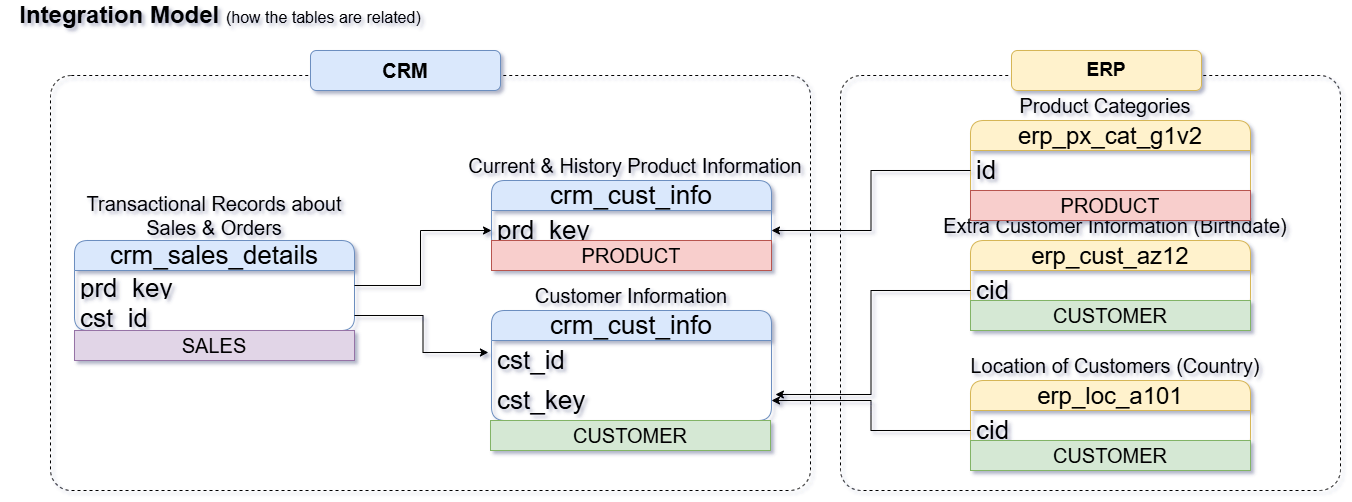 Integration Model (how the tables are related)
CRM
Transactional Records about
Sales & Orders
crm_sales_details
prd_key
cst_id
SALES
Current & History Product Information
crm_cust_info
prd_key
PRODUCT
Customer Information
crm_cust_info
cst_id
cst_key
CUSTOMER
ERP
Product Categories
erp_px_cat_g1v2
id
PRODUCT
Extra Customer Information (Birthdate)
erp_cust_az12
cid
CUSTOMER
Location of Customers (Country)
erp_loc_a101
cid
CUSTOMER